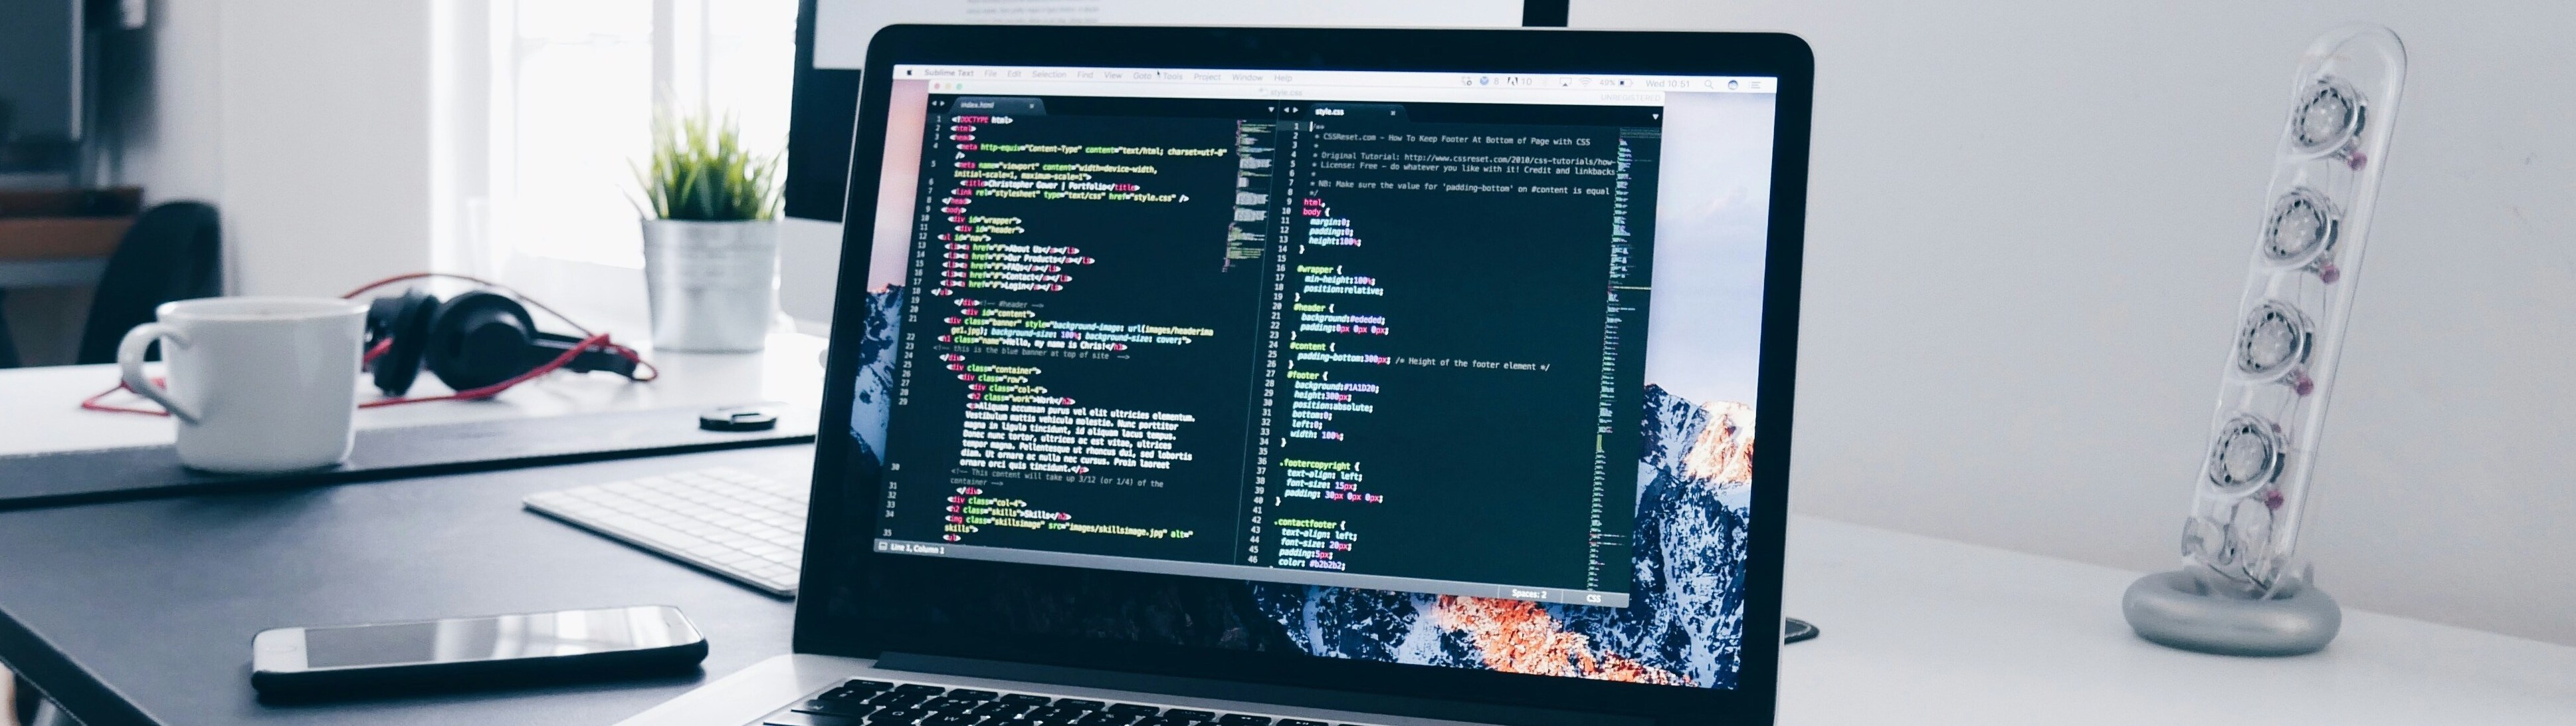 Sublime Text File Edit Selection Find View Goto Tools Project Window Help
49% Wed 10:51
style.css
UNREGISTERED
index.html
1 <!DOCTYPE html>
2 <html>
3 <head>
4 <meta http-equiv="Content-Type" content="text/html; charset=utf-8"
/>
5 <meta name="viewport" content="width=device-width,
initial-scale=1, maximum-scale=1">
6 <title>Christopher Gower | Portfolio</title>
7 <link rel="stylesheet" type="text/css" href="style.css" />
8 </head>
9 <body>
10 <div id="wrapper">
11 <div id="header">
12 <ul id="nav">
13 <li><a href="#">About Us</a></li>
14 <li><a href="#">Our Products</a></li>
15 <li><a href="#">FAQs</a></li>
16 <li><a href="#">Contact</a></li>
17 <li><a href="#">Login</a></li>
18 </ul>
19 </div><!-- #header -->
20 <div id="content">
21 <div class="banner" style="background-image: url(images/headerima
ge1.jpg); background-size: 100%; background-size: cover;">
22 <h1 class="name">Hello, my name is Chris!</h1>
23 <!-- this is the blue banner at top of site -->
24 </div>
25 <div class="container">
26 <div class="row">
27 <div class="col-4">
28 <h2 class="work">Work</h2>
29 <p>Aliquam accumsan purus vel elit ultricies elementum.
Vestibulum mattis vehicula molestie. Nunc porttitor
magna in ligula tincidunt, id aliquam lacus tempus.
Donec nunc tortor, ultrices ac est vitae, ultrices
tempor magna. Pellentesque ut rhoncus dui, sed lobortis
diam. Ut ornare ac nulla nec cursus. Proin laoreet
ornare orci quis tincidunt.</p>
30 <!-- This content will take up 3/12 (or 1/4) of the
container -->
31 </div>
32 <div class="col-4">
33 <h2 class="skills">Skills</h2>
34 <img class="skillsimage" src="images/skillsimage.jpg" alt="
skills">
35 <ul>
Line 1, Column 1
style.css
1 /**
2 * CSSReset.com - How To Keep Footer At Bottom of Page with CSS
3 *
4 * Original Tutorial: http://www.cssreset.com/2010/css-tutorials/how-
5 * License: Free - do whatever you like with it! Credit and linkbacks
6 *
7 * NB: Make sure the value for 'padding-bottom' on #content is equal
8 */
9 html,
10 body {
11 margin:0;
12 padding:0;
13 height:100%;
14 }
15
16 #wrapper {
17 min-height:100%;
18 position:relative;
19 }
20 #header {
21 background:#ededed;
22 padding:0px 0px 0px;
23 }
24 #content {
25 padding-bottom:300px; /* Height of the footer element */
26 }
27 #footer {
28 background:#1A1D20;
29 height:300px;
30 position:absolute;
31 bottom:0;
32 left:0;
33 width: 100%;
34 }
35
36 .footercopyright {
37 text-align: left;
38 font-size: 15px;
39 padding: 30px 0px 0px;
40 }
41
42 .contactfooter {
43 text-align: left;
44 font-size: 20px;
45 padding:5px;
46 color: #b2b2b2;
Spaces: 2 CSS